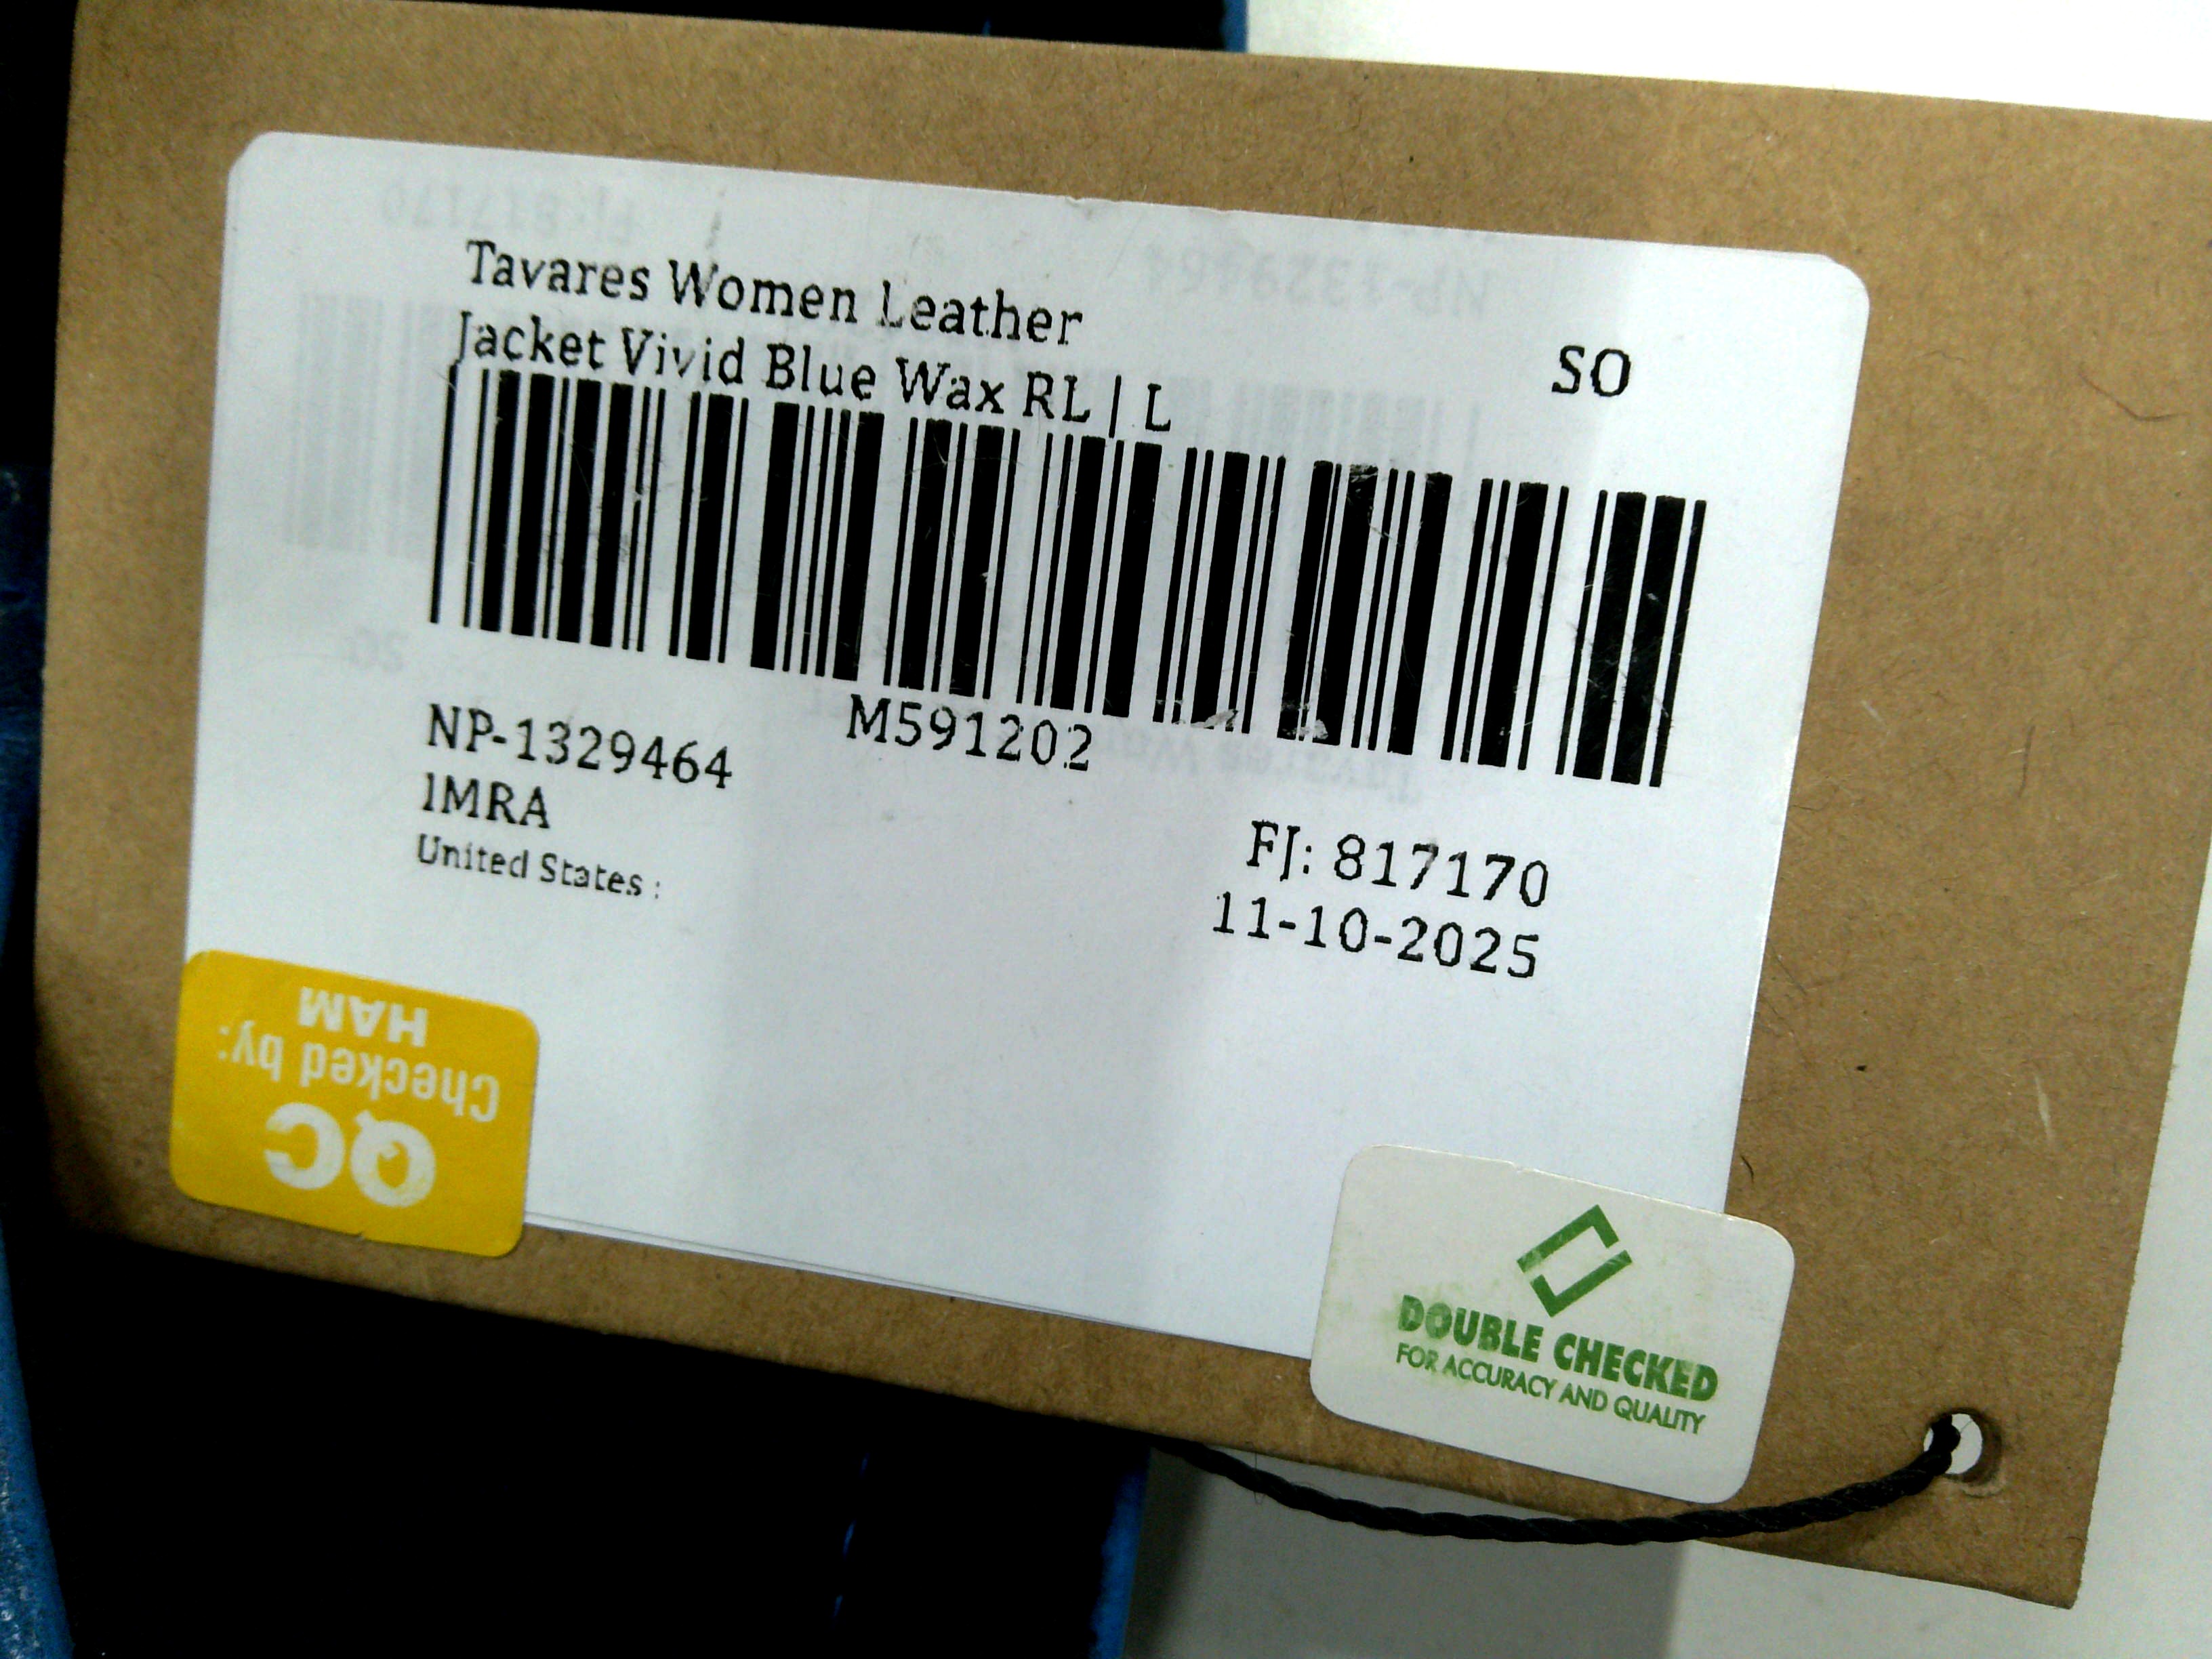 Tavares Women Leather
Jacket Vivid Blue Wax RL | L
SO
M591202
NP-1329464
IMRA
United States :
FJ: 817170
11-10-2025
QC
Checked by:
HAM
DOUBLE CHECKED
FOR ACCURACY AND QUALITY